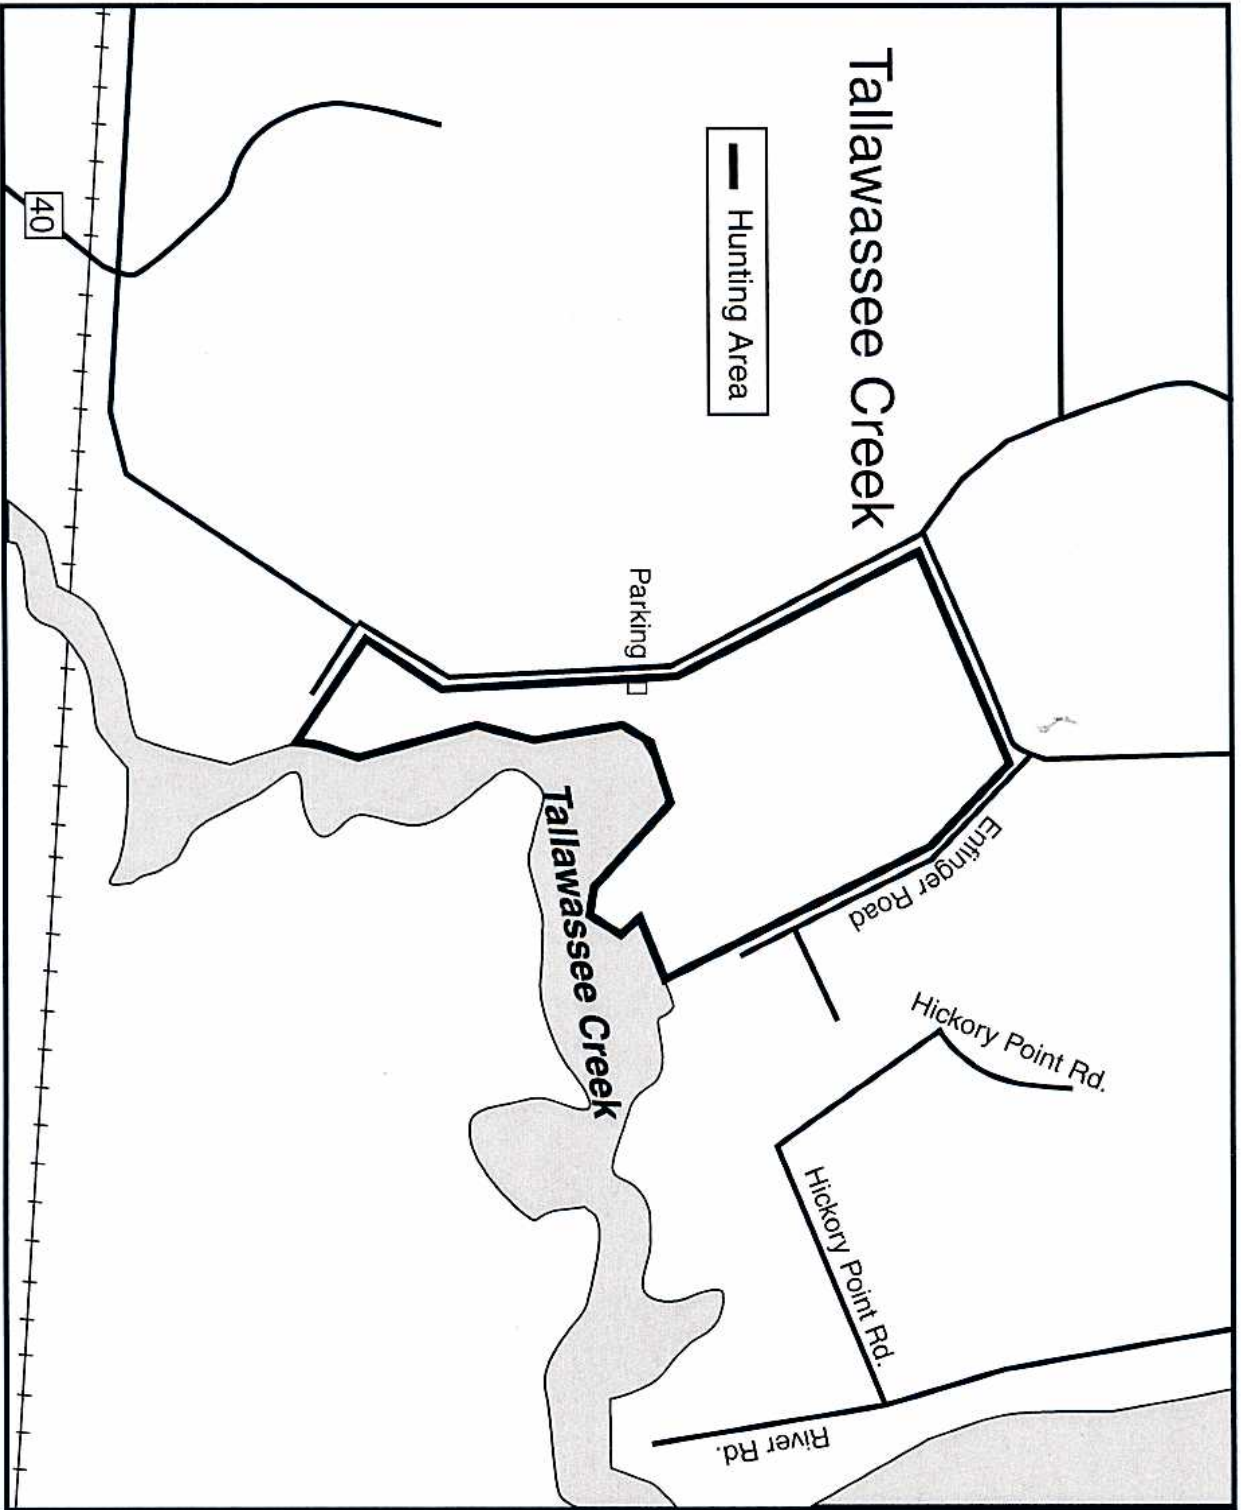 Tallawassee Creek
Hunting Area
40
Parking
Enfinger Road
Hickory Point Rd.
Hickory Point Rd.
River Rd.
Tallawassee Creek